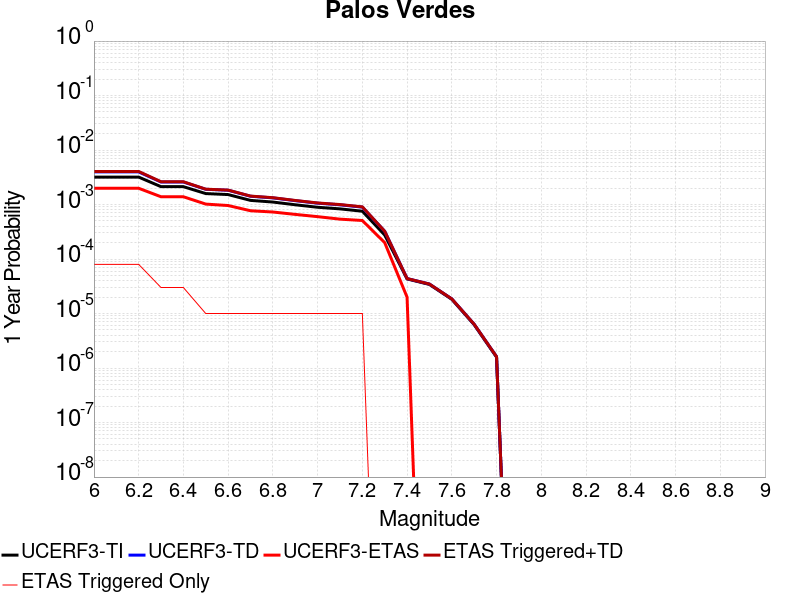 Palos Verdes
10^0
10^-1
10^-2
10^-3
10^-4
10^-5
10^-6
10^-7
10^-8
1 Year Probability
6 6.2 6.4 6.6 6.8 7 7.2 7.4 7.6 7.8 8 8.2 8.4 8.6 8.8 9
Magnitude
UCERF3-TI UCERF3-TD UCERF3-ETAS ETAS Triggered+TD
ETAS Triggered Only